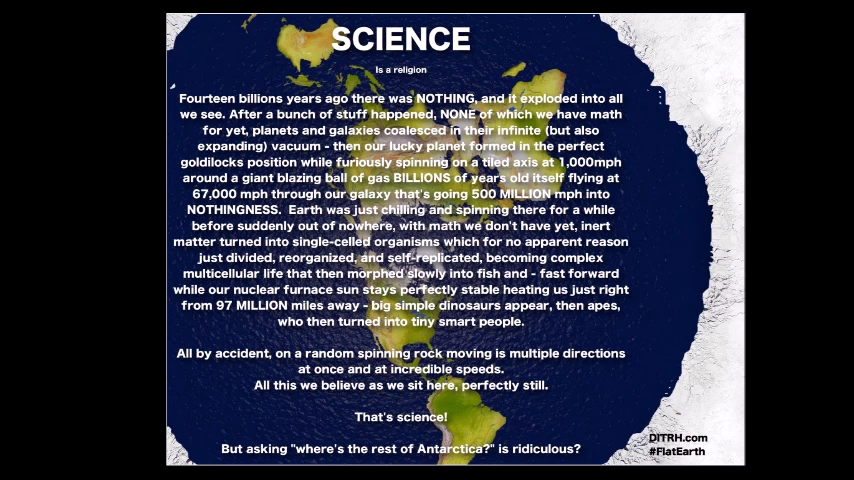 SCIENCE
Is a religion
Fourteen billions years ago there was NOTHING, and it exploded into all
we see. After a bunch of stuff happened, NONE of which we have math
for yet, planets and galaxies coalesced in their infinite (but also
expanding) vacuum - then our lucky planet formed in the perfect
goldilocks position while furiously spinning on a tiled axis at 1,000mph
around a giant blazing ball of gas BILLIONS of years old itself flying at
67,000 mph through our galaxy that's going 500 MILLION mph into
NOTHINGNESS. Earth was just chilling and spinning there for a while
before suddenly out of nowhere, with math we don't have yet, inert
matter turned into single-celled organisms which for no apparent reason
just divided, reorganized, and self-replicated, becoming complex
multicellular life that then morphed slowly into fish and - fast forward
while our nuclear furnace sun stays perfectly stable heating us just right
from 97 MILLION miles away - big simple dinosaurs appear, then apes,
who then turned into tiny smart people.
All by accident, on a random spinning rock moving is multiple directions
at once and at incredible speeds.
All this we believe as we sit here, perfectly still.
That's science!
But asking "where's the rest of Antarctica?" is ridiculous?
DITRH.com
#FlatEarth